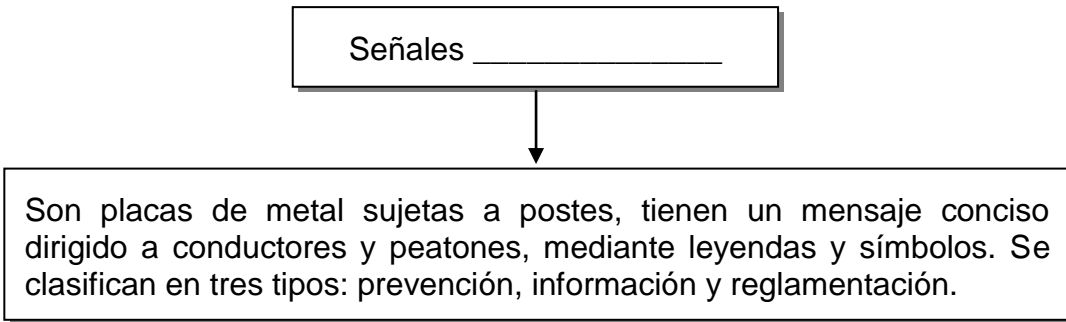 Señales ______________
Son placas de metal sujetas a postes, tienen un mensaje conciso
dirigido a conductores y peatones, mediante leyendas y símbolos. Se
clasifican en tres tipos: prevención, información y reglamentación.